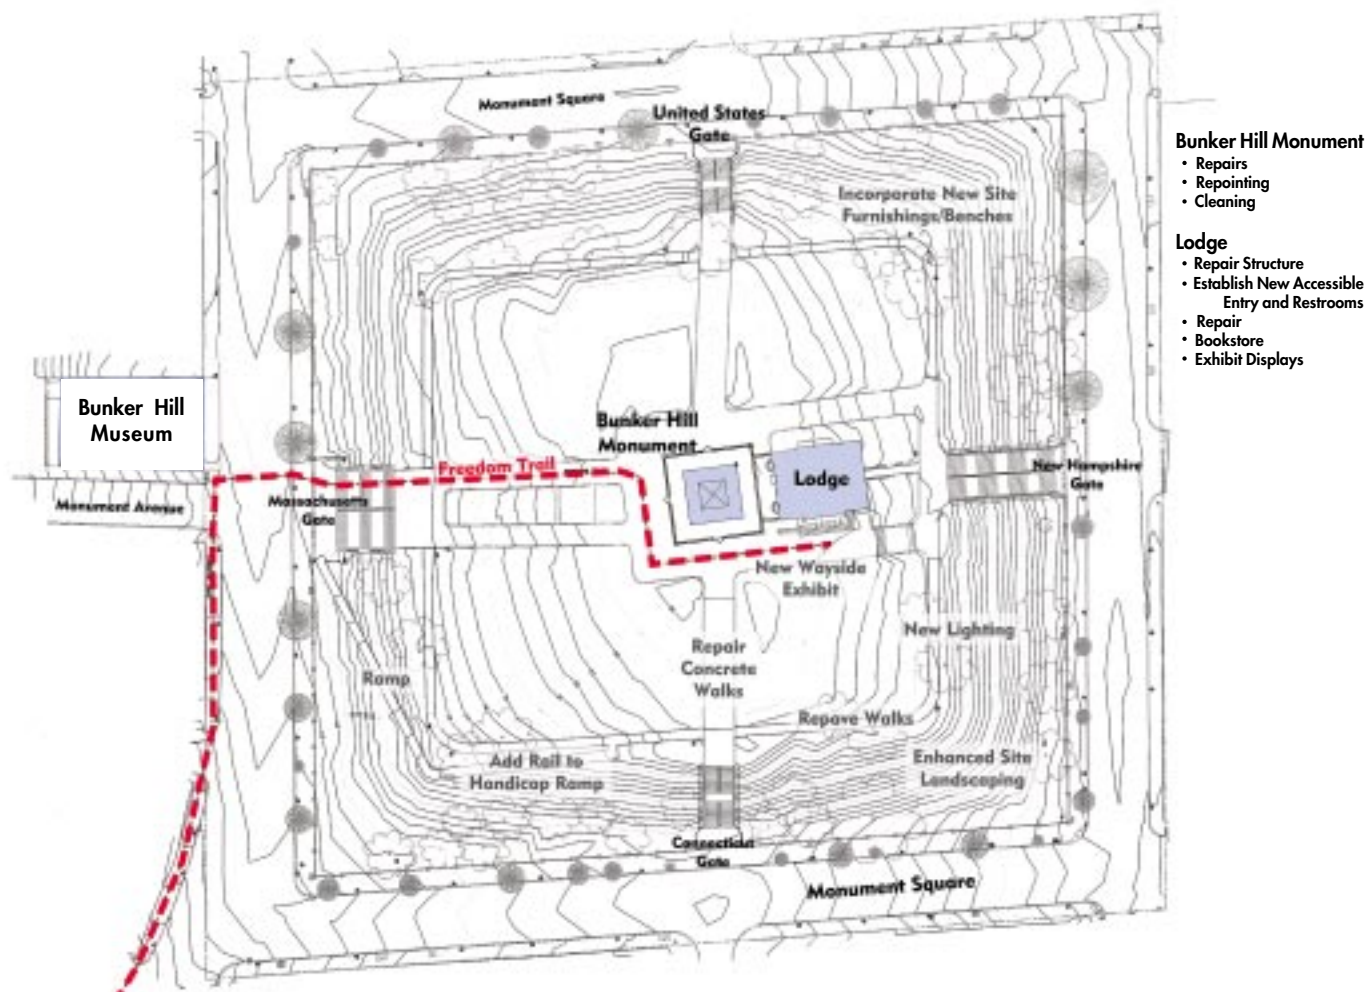 Monument Square
United States
Gate
Bunker Hill Monument
• Repairs
• Repointing
• Cleaning
Incorporate New Site
Furnishings/Benches
Lodge
• Repair Structure
• Establish New Accessible
Entry and Restrooms
• Repair
• Bookstore
• Exhibit Displays
Bunker Hill
Museum
Bunker Hill
Monument
Freedom Trail
Lodge
New Hampshire
Gate
Monument Avenue
Massachusetts
Gate
New Wayside
Exhibit
New Lighting
Repair
Concrete
Walks
Ramp
Repave Walks
Add Rail to
Handicap Ramp
Enhanced Site
Landscaping
Connecticut
Gate
Monument Square